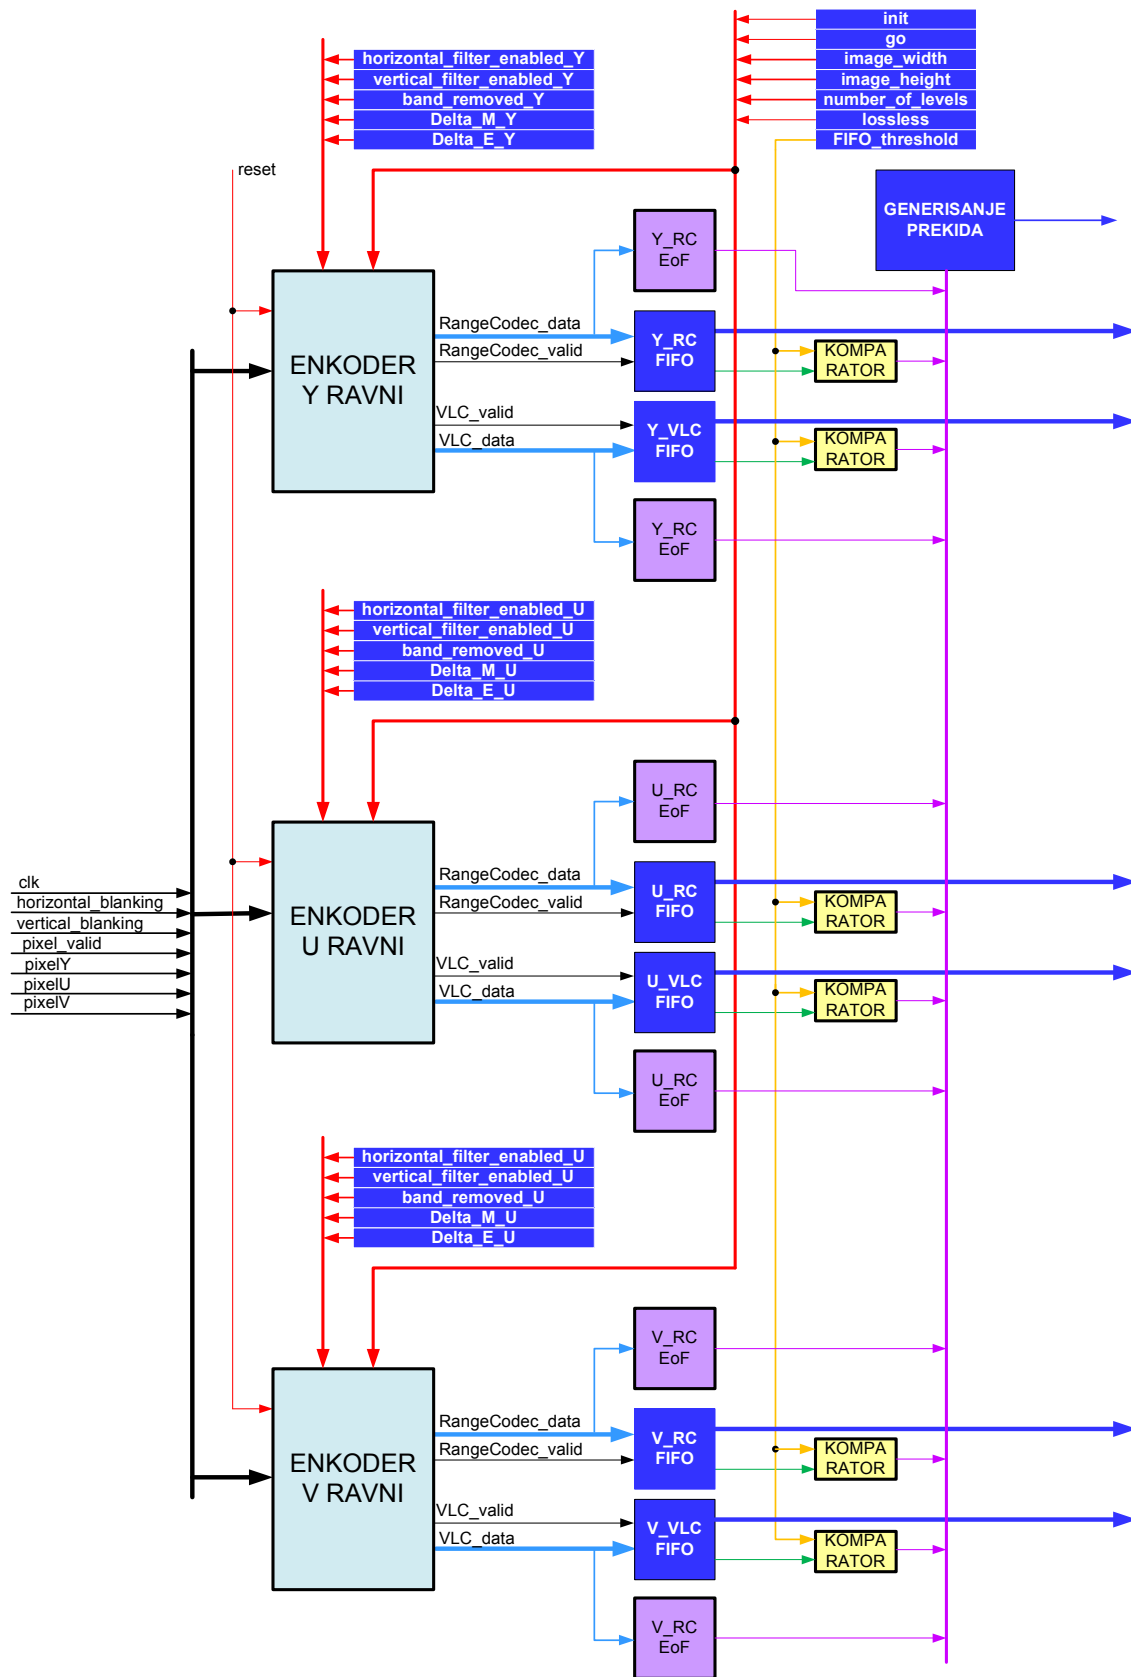 init
go
image_width
image_height
number_of_levels
lossless
FIFO_threshold
horizontal_filter_enabled_Y
vertical_filter_enabled_Y
band_removed_Y
Delta_M_Y
Delta_E_Y
reset
GENERISANJE
PREKIDA
Y_RC
EoF
ENKODER
Y RAVNI
RangeCodec_data
RangeCodec_valid
VLC_valid
VLC_data
Y_RC
FIFO
KOMPA
RATOR
Y_VLC
FIFO
KOMPA
RATOR
Y_RC
EoF
horizontal_filter_enabled_U
vertical_filter_enabled_U
band_removed_U
Delta_M_U
Delta_E_U
U_RC
EoF
clk
horizontal_blanking
vertical_blanking
pixel_valid
pixelY
pixelU
pixelV
ENKODER
U RAVNI
RangeCodec_data
RangeCodec_valid
VLC_valid
VLC_data
U_RC
FIFO
KOMPA
RATOR
U_VLC
FIFO
KOMPA
RATOR
U_RC
EoF
horizontal_filter_enabled_U
vertical_filter_enabled_U
band_removed_U
Delta_M_U
Delta_E_U
V_RC
EoF
ENKODER
V RAVNI
RangeCodec_data
RangeCodec_valid
VLC_valid
VLC_data
V_RC
FIFO
KOMPA
RATOR
V_VLC
FIFO
KOMPA
RATOR
V_RC
EoF